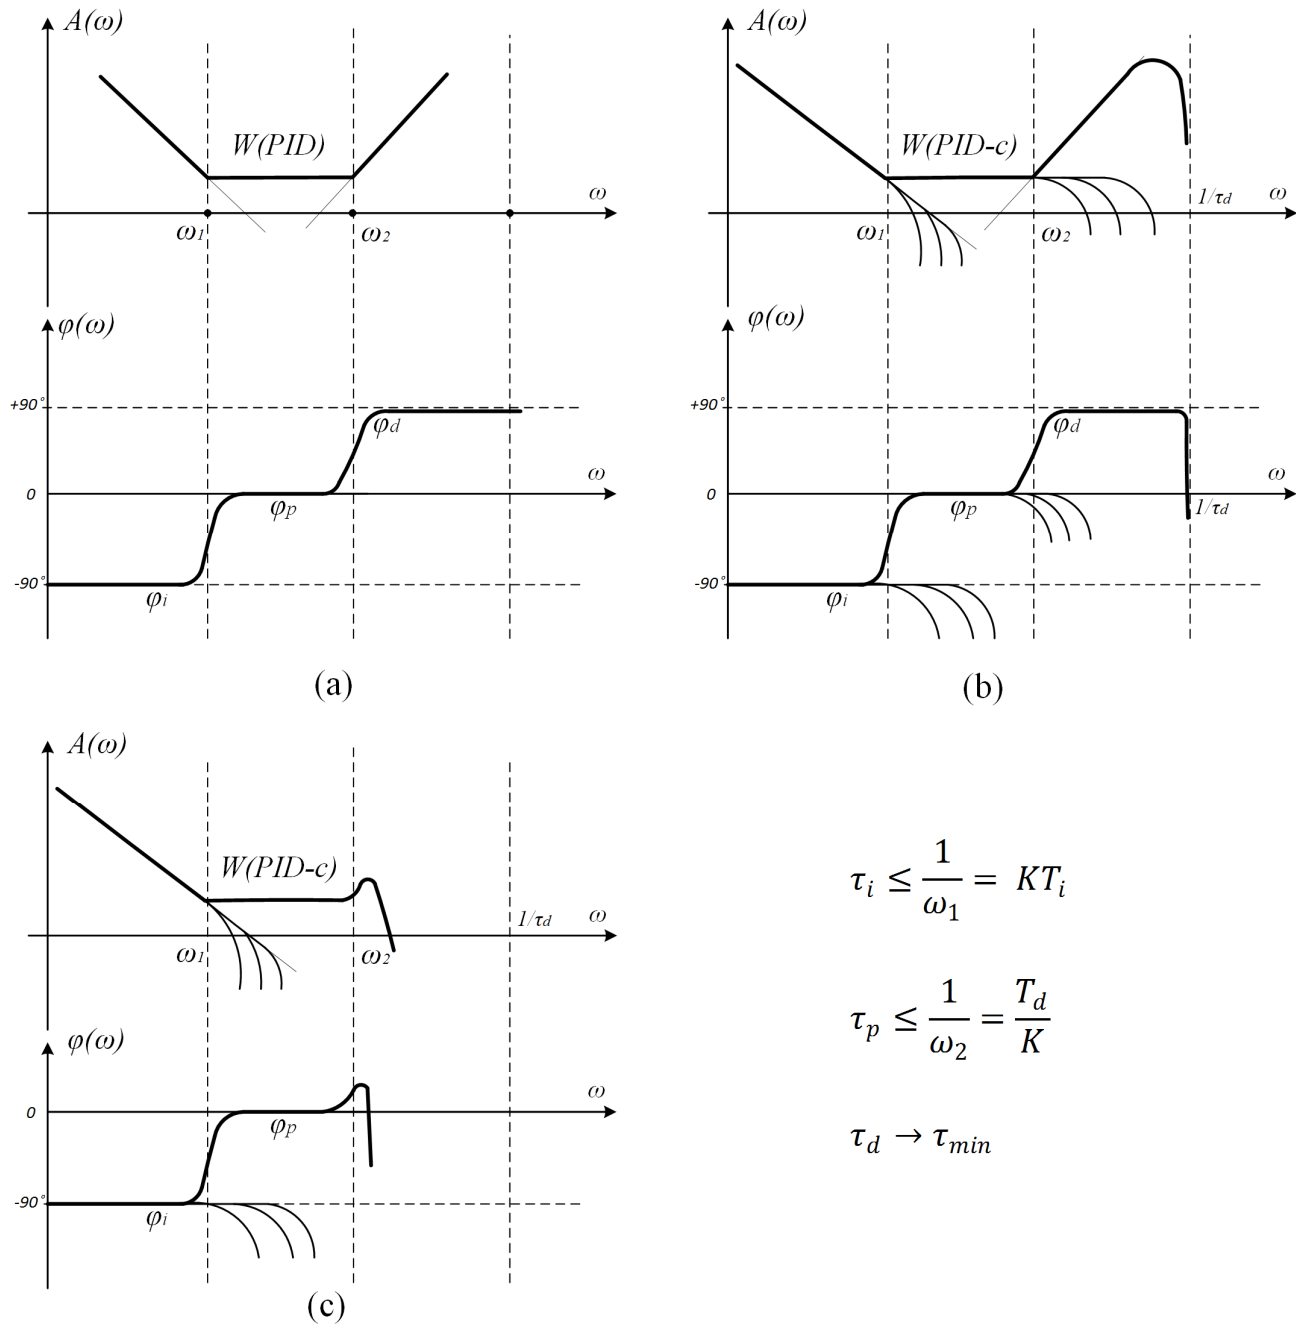 A(ω)
W(PID)
ω
ω1
ω2
φ(ω)
+90°
φd
ω
0
φp
-90°
φi
(a)
A(ω)
W(PID-c)
1/τd
ω
ω1
ω2
φ(ω)
+90°
φd
ω
0
φp
1/τd
-90°
φi
(b)
A(ω)
W(PID-c)
1/τd
ω
ω1
ω2
φ(ω)
ω
0
φp
-90°
φi
(c)
τi ≤ 1/ω1 = KTi
τp ≤ 1/ω2 = Td/K
τd → τmin